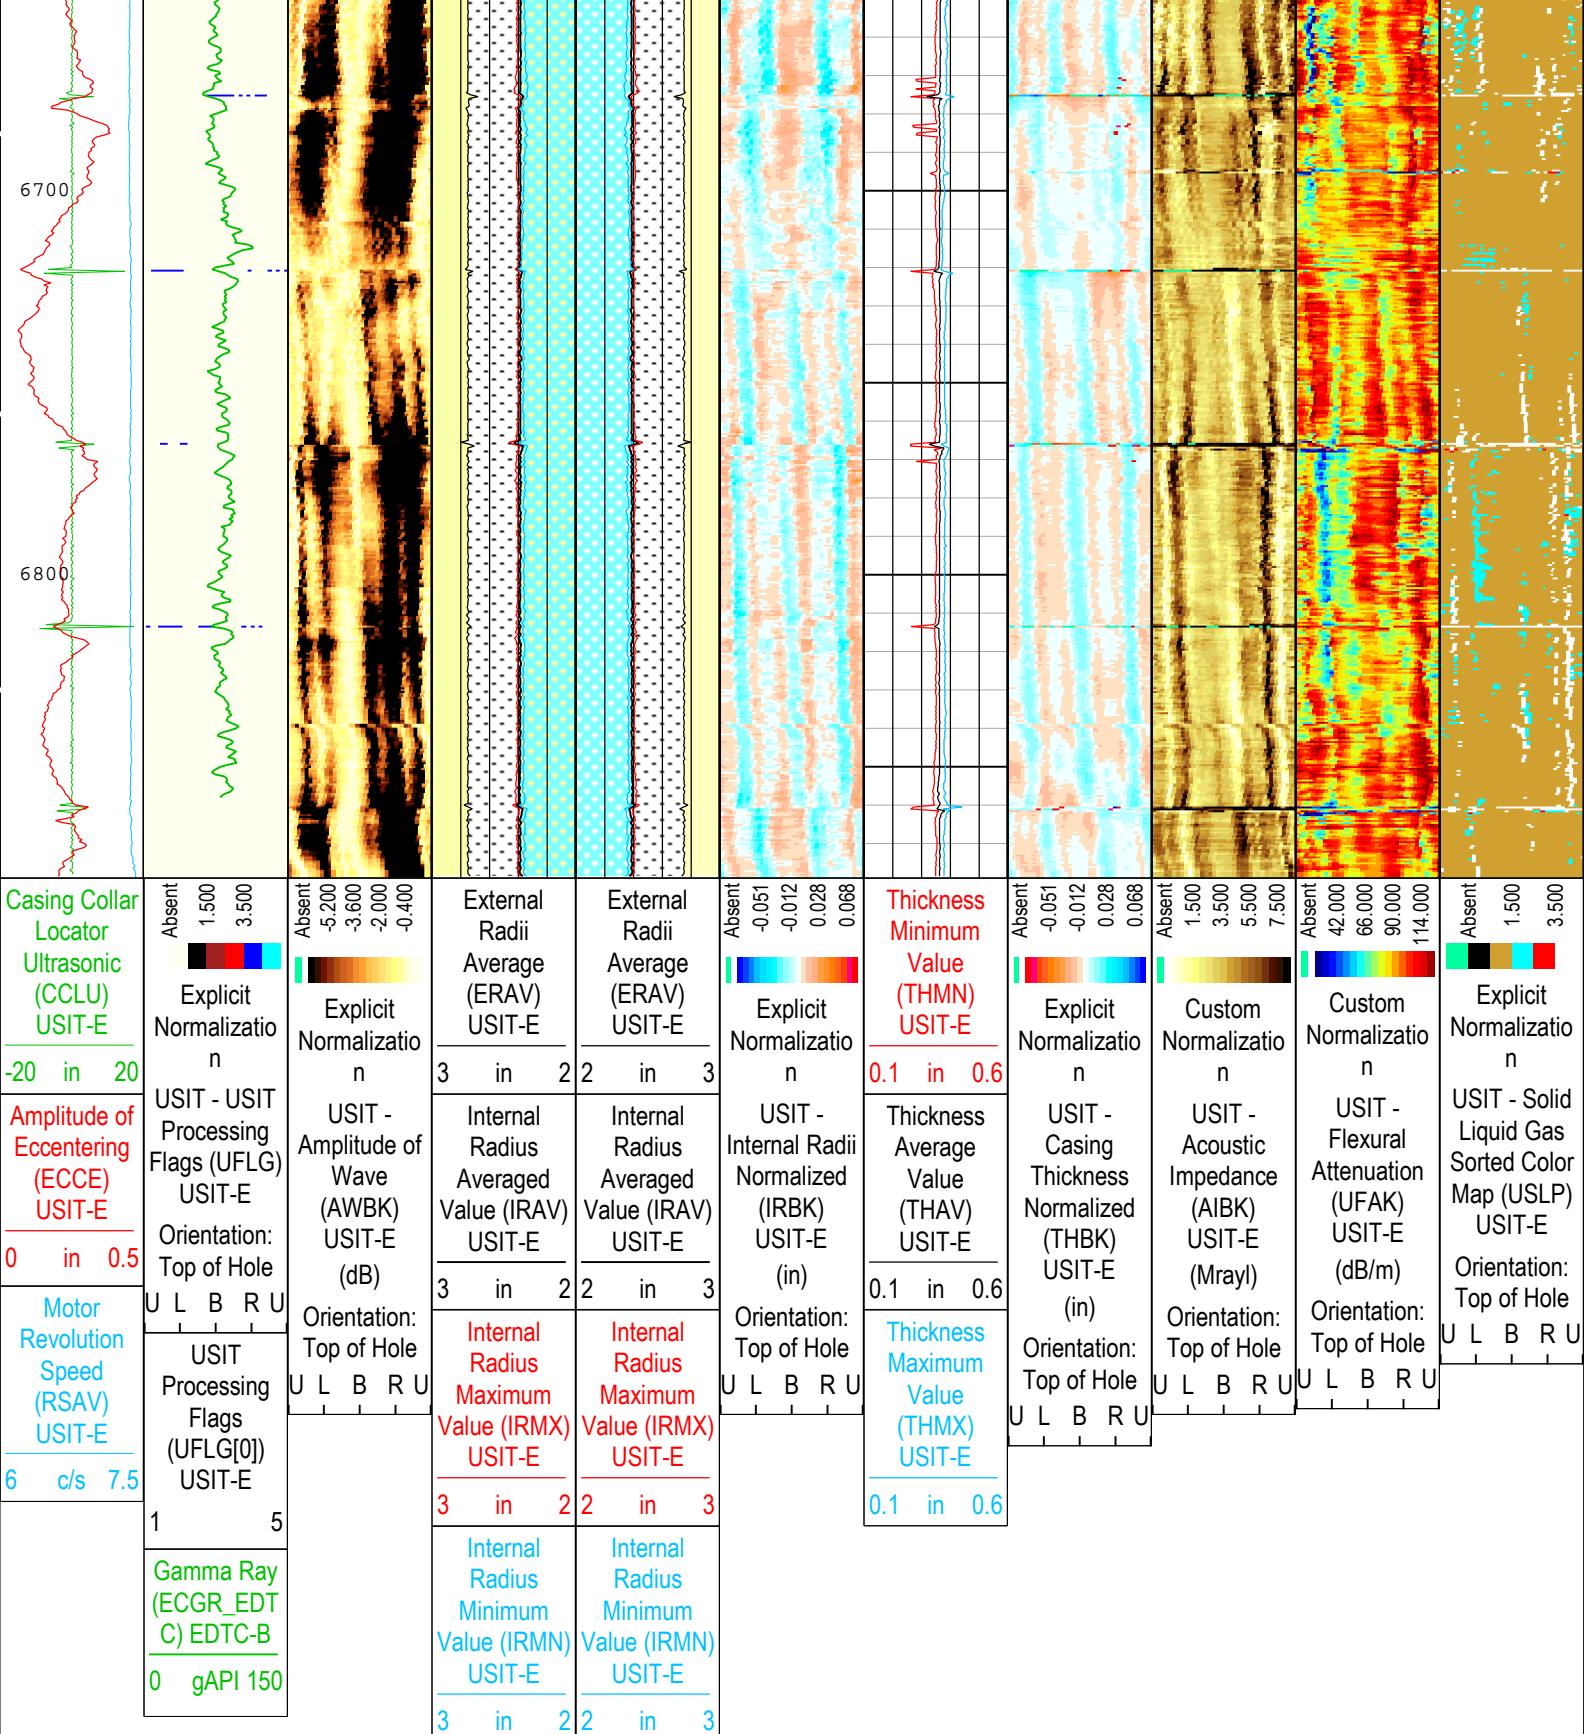 6700
6800
Casing Collar
Locator
Ultrasonic
(CCLU)
USIT-E
-20 in 20
Amplitude of
Eccentering
(ECCE)
USIT-E
0 in 0.5
Motor
Revolution
Speed
(RSAV)
USIT-E
6 c/s 7.5
Absent 1.500 3.500
Explicit
Normalizatio
n
USIT - USIT
Processing
Flags (UFLG)
USIT-E
Orientation:
Top of Hole
U L B R U
USIT
Processing
Flags
(UFLG[0])
USIT-E
1 5
Gamma Ray
(ECGR_EDT
C) EDTC-B
0 gAPI 150
Absent -5.200 -3.600 -2.000 -0.400
Explicit
Normalizatio
n
USIT -
Amplitude of
Wave
(AWBK)
USIT-E
(dB)
Orientation:
Top of Hole
U L B R U
External
Radii
Average
(ERAV)
USIT-E
3 in 2
Internal
Radius
Averaged
Value (IRAV)
USIT-E
3 in 2
Internal
Radius
Maximum
Value (IRMX)
USIT-E
3 in 2
Internal
Radius
Minimum
Value (IRMN)
USIT-E
3 in 2
External
Radii
Average
(ERAV)
USIT-E
2 in 3
Internal
Radius
Averaged
Value (IRAV)
USIT-E
2 in 3
Internal
Radius
Maximum
Value (IRMX)
USIT-E
2 in 3
Internal
Radius
Minimum
Value (IRMN)
USIT-E
2 in 3
Absent -0.051 -0.012 0.028 0.068
Explicit
Normalizatio
n
USIT -
Internal Radii
Normalized
(IRBK)
USIT-E
(in)
Orientation:
Top of Hole
U L B R U
Thickness
Minimum
Value
(THMN)
USIT-E
0.1 in 0.6
Thickness
Average
Value
(THAV)
USIT-E
0.1 in 0.6
Thickness
Maximum
Value
(THMX)
USIT-E
0.1 in 0.6
Absent -0.051 -0.012 0.028 0.068
Explicit
Normalizatio
n
USIT -
Casing
Thickness
Normalized
(THBK)
USIT-E
(in)
Orientation:
Top of Hole
U L B R U
Absent 1.500 3.500 5.500 7.500
Custom
Normalizatio
n
USIT -
Acoustic
Impedance
(AIBK)
USIT-E
(Mrayl)
Orientation:
Top of Hole
U L B R U
Absent 42.000 66.000 90.000 114.000
Custom
Normalizatio
n
USIT -
Flexural
Attenuation
(UFAK)
USIT-E
(dB/m)
Orientation:
Top of Hole
U L B R U
Absent 1.500 3.500
Explicit
Normalizatio
n
USIT - Solid
Liquid Gas
Sorted Color
Map (USLP)
USIT-E
Orientation:
Top of Hole
U L B R U